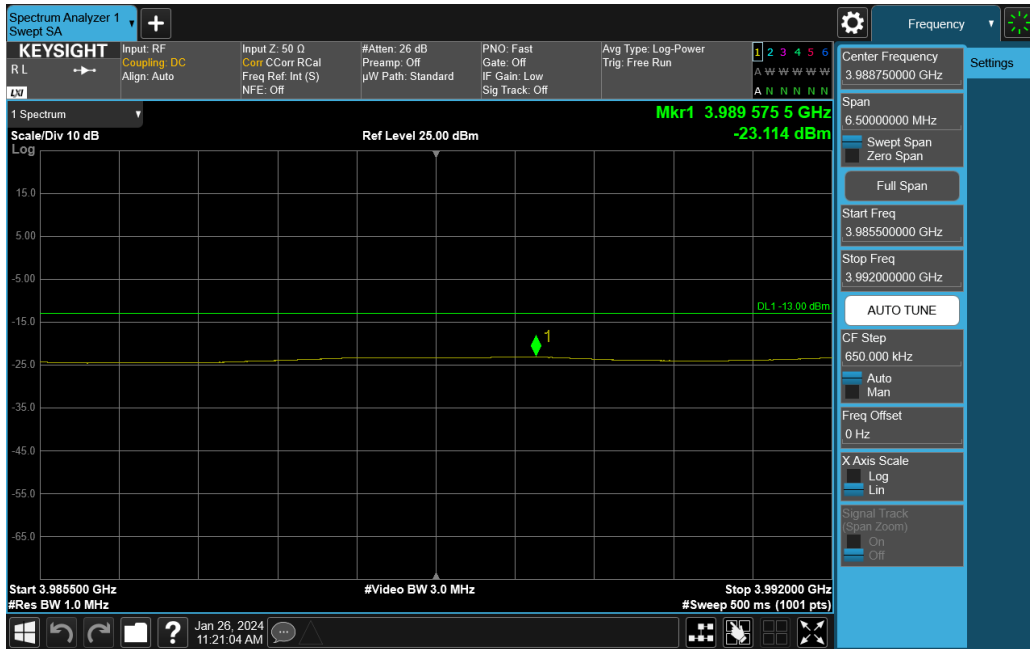 Spectrum Analyzer 1
Swept SA
Frequency
KEYSIGHT
R L
LXI
Input: RF
Coupling: DC
Align: Auto
Input Z: 50 Ω
Corr CCorr RCal
Freq Ref: Int (S)
NFE: Off
#Atten: 26 dB
Preamp: Off
µW Path: Standard
PNO: Fast
Gate: Off
IF Gain: Low
Sig Track: Off
Avg Type: Log-Power
Trig: Free Run
1 2 3 4 5 6
A W W W W W
A N N N N N
1 Spectrum
Scale/Div 10 dB
Log
Ref Level 25.00 dBm
Mkr1 3.989 575 5 GHz
-23.114 dBm
15.0
5.00
-5.00
-15.0
-25.0
-35.0
-45.0
-55.0
-65.0
DL1 -13.00 dBm
1
Start 3.985500 GHz
#Res BW 1.0 MHz
#Video BW 3.0 MHz
Stop 3.992000 GHz
#Sweep 500 ms (1001 pts)
Jan 26, 2024
11:21:04 AM
Center Frequency
3.988750000 GHz
Settings
Span
6.50000000 MHz
Swept Span
Zero Span
Full Span
Start Freq
3.985500000 GHz
Stop Freq
3.992000000 GHz
AUTO TUNE
CF Step
650.000 kHz
Auto
Man
Freq Offset
0 Hz
X Axis Scale
Log
Lin
Signal Track
(Span Zoom)
On
Off